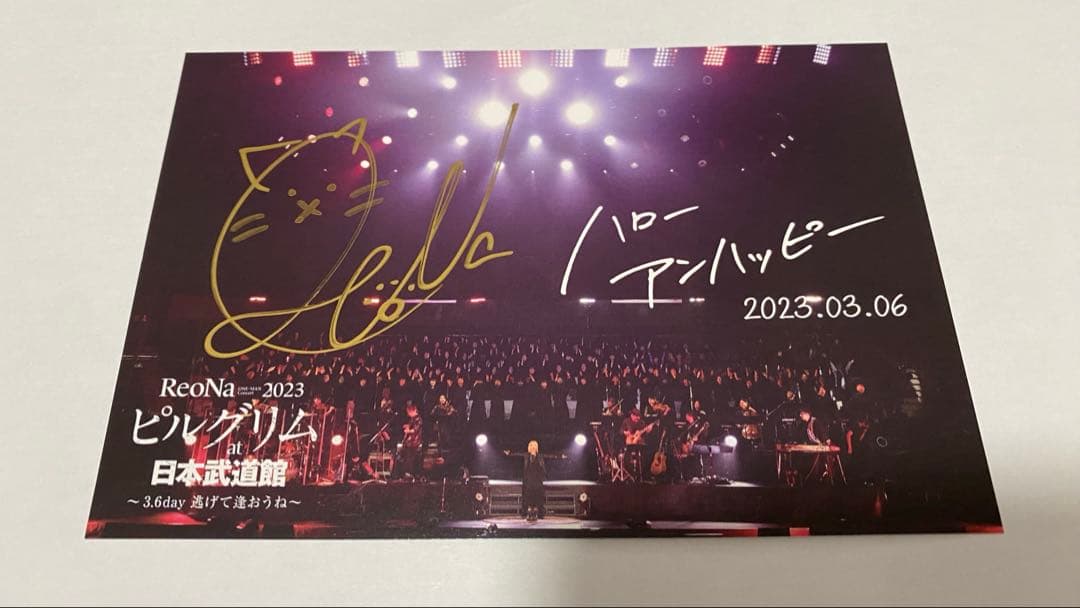 ReoNa
ハロー
アンハッピー
2023.03.06
ReoNa ONE-MAN Concert 2023
ピルグリム
at
日本武道館
～3.6day 逃げて逢おうね～